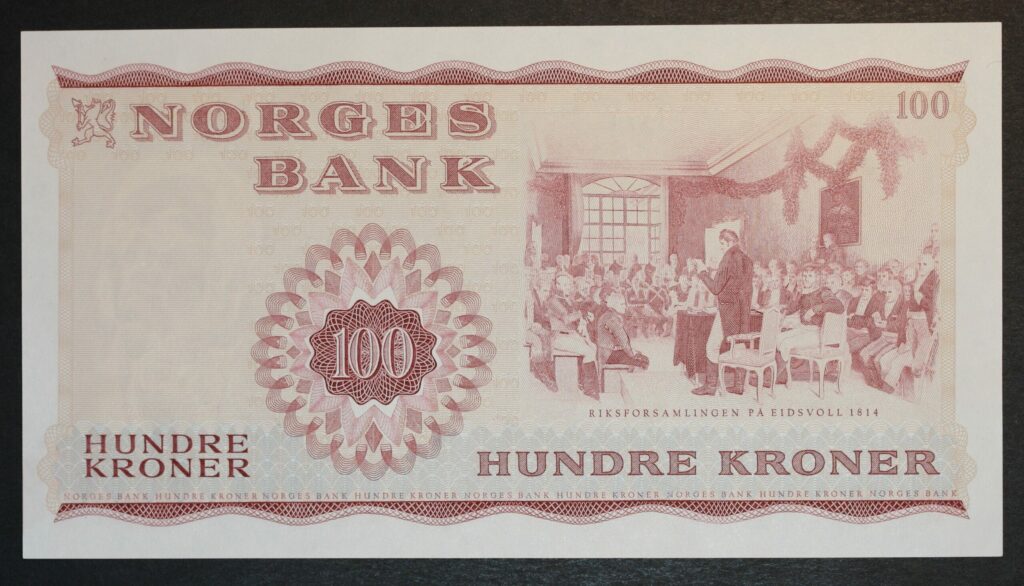 NORGES
BANK
100
100
RIKSFORSAMLINGEN PÅ EIDSVOLL 1814
HUNDRE
KRONER
HUNDRE KRONER
NORGES BANK HUNDRE KRONER NORGES BANK HUNDRE KRONER NORGES BANK HUNDRE KRONER NORGES BANK HUNDRE KRONER NORGES BANK